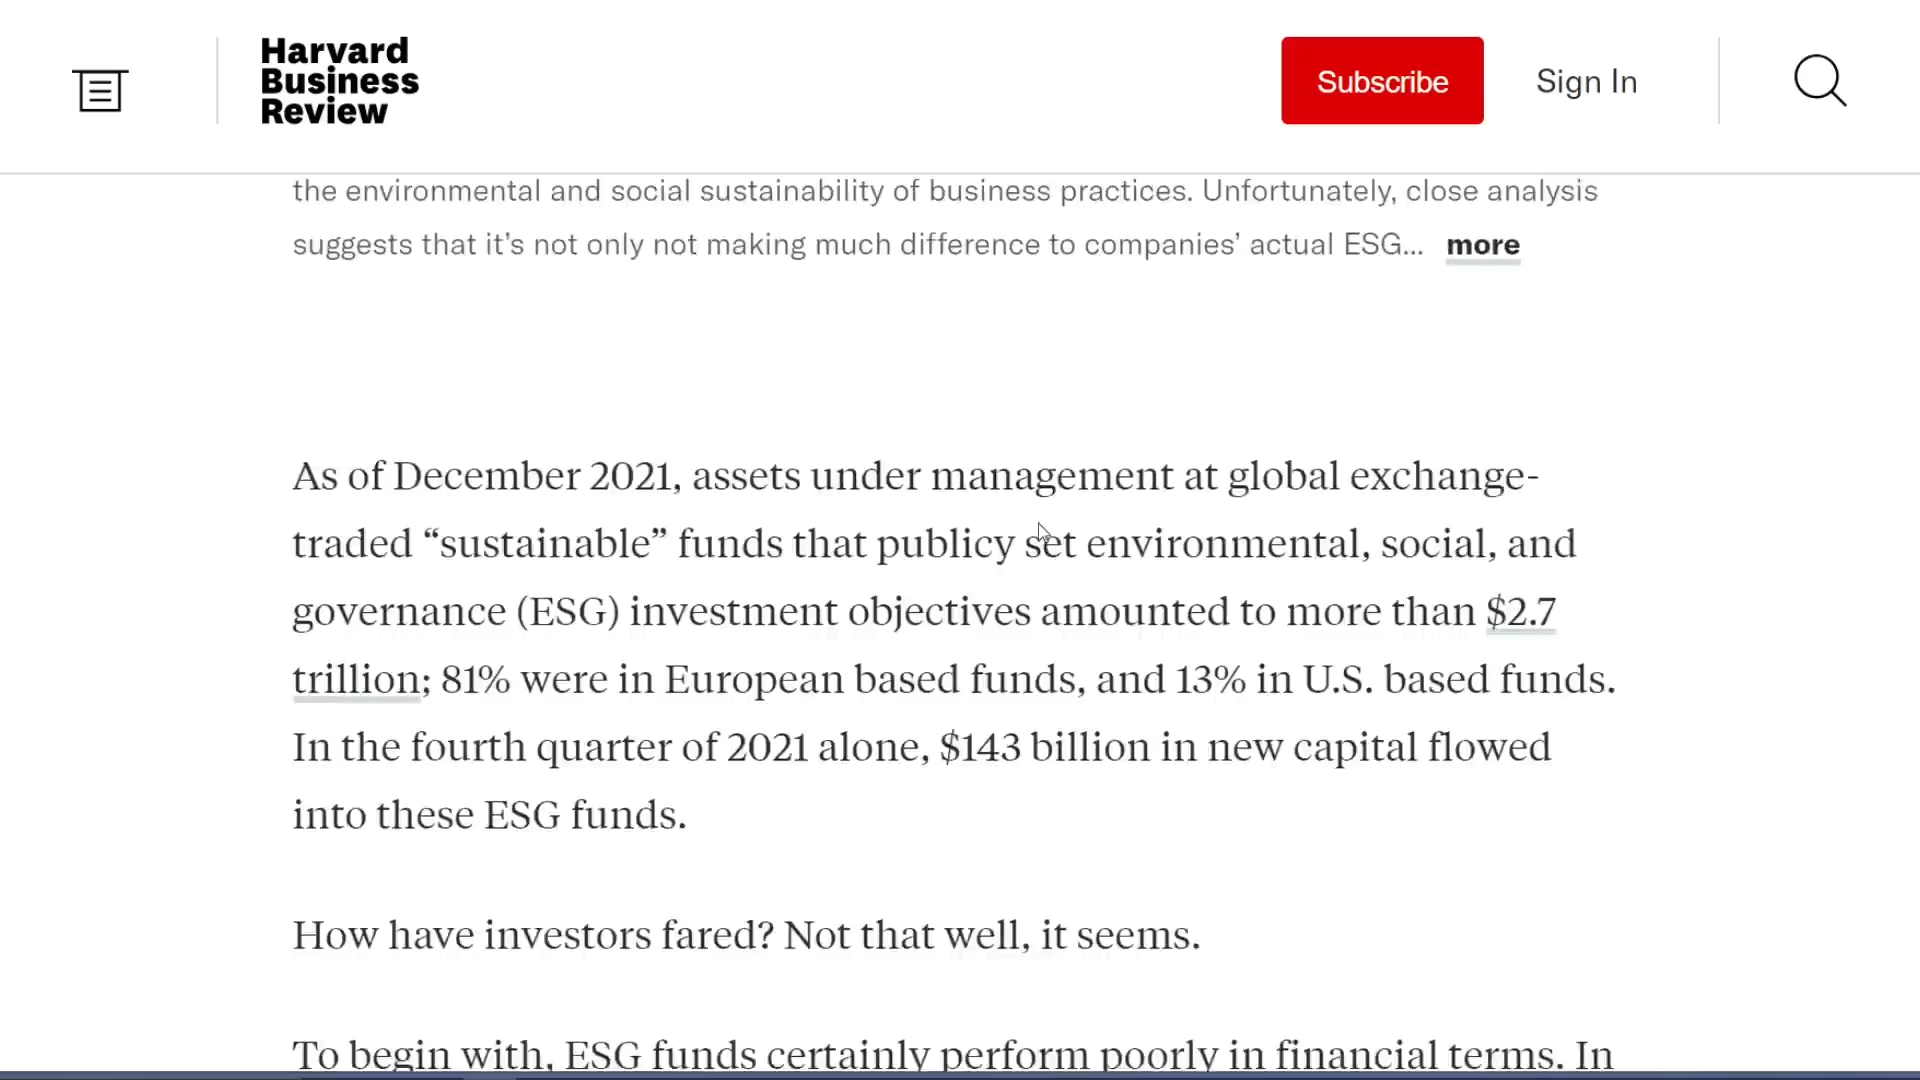 Harvard
Business
Review
Subscribe
Sign In
the environmental and social sustainability of business practices. Unfortunately, close analysis
suggests that it’s not only not making much difference to companies’ actual ESG... more
As of December 2021, assets under management at global exchange-
traded “sustainable” funds that publicy set environmental, social, and
governance (ESG) investment objectives amounted to more than $2.7
trillion; 81% were in European based funds, and 13% in U.S. based funds.
In the fourth quarter of 2021 alone, $143 billion in new capital flowed
into these ESG funds.
How have investors fared? Not that well, it seems.
To begin with, ESG funds certainly perform poorly in financial terms. In